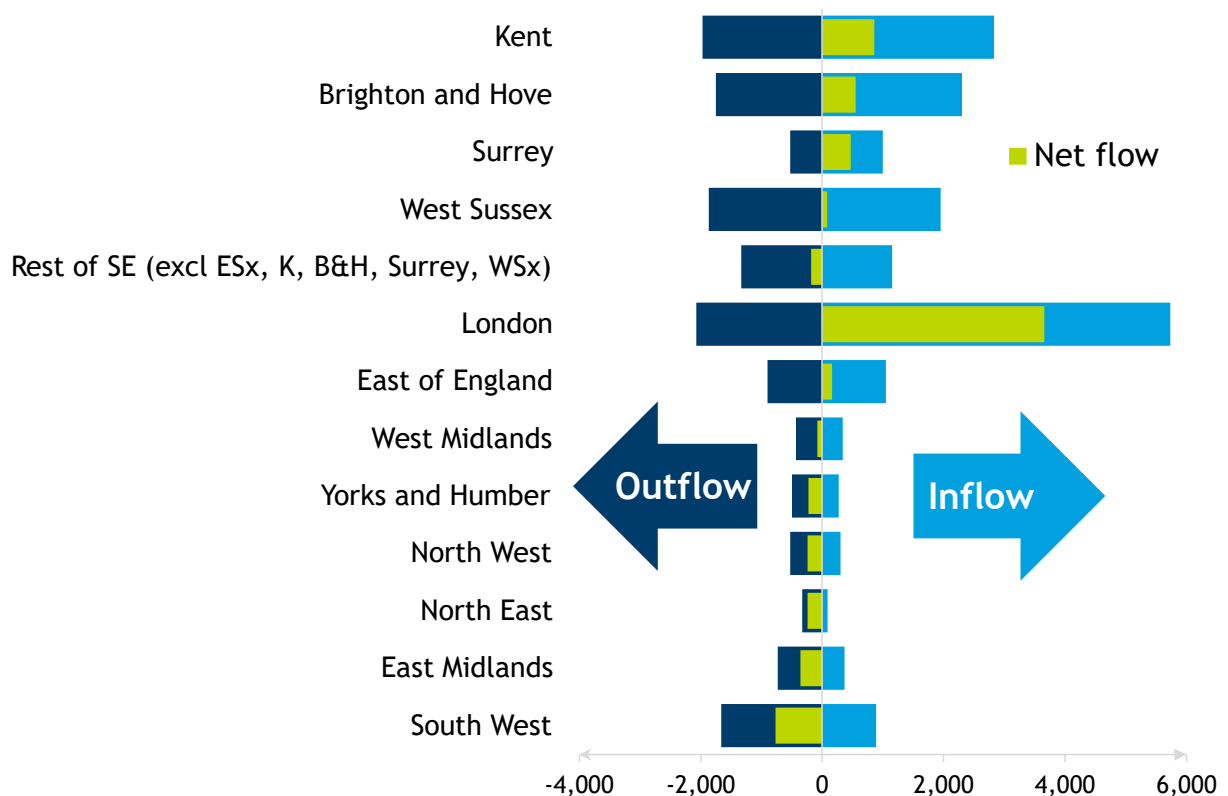 Kent
Brighton and Hove
Surrey
Net flow
West Sussex
Rest of SE (excl ESx, K, B&H, Surrey, WSx)
London
East of England
West Midlands
Outflow
Inflow
Yorks and Humber
North West
North East
East Midlands
South West
-4,000 -2,000 0 2,000 4,000 6,000